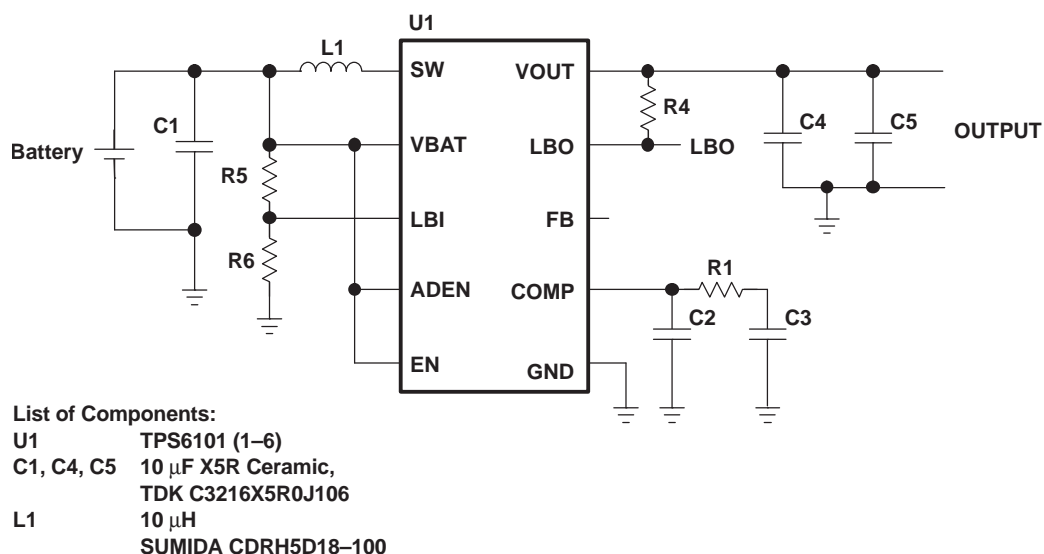 U1
L1
SW
VOUT
R4
C1
C4
C5
OUTPUT
Battery
VBAT
LBO
LBO
R5
LBI
FB
R6
R1
ADEN
COMP
C2
C3
EN
GND
List of Components:
U1 TPS6101 (1–6)
C1, C4, C5 10 μF X5R Ceramic,
TDK C3216X5R0J106
L1 10 μH
SUMIDA CDRH5D18–100